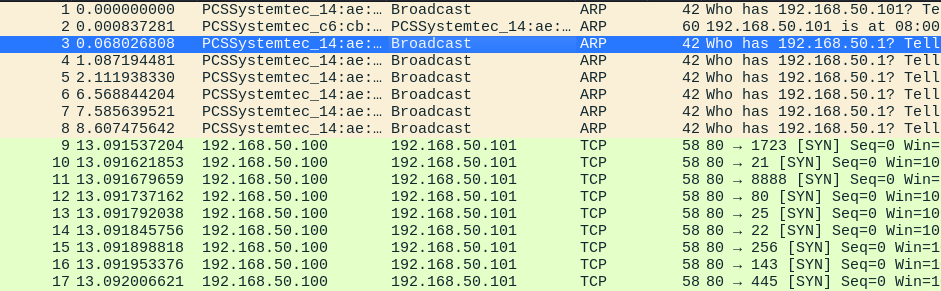 1 0.000000000 PCSSystemtec_14:ae:… Broadcast ARP 42 Who has 192.168.50.101? Te
2 0.000837281 PCSSystemtec_c6:cb:… PCSSystemtec_14:ae:… ARP 60 192.168.50.101 is at 08:00
3 0.068026808 PCSSystemtec_14:ae:… Broadcast ARP 42 Who has 192.168.50.1? Tell
4 1.087194481 PCSSystemtec_14:ae:… Broadcast ARP 42 Who has 192.168.50.1? Tell
5 2.111938330 PCSSystemtec_14:ae:… Broadcast ARP 42 Who has 192.168.50.1? Tell
6 6.568844204 PCSSystemtec_14:ae:… Broadcast ARP 42 Who has 192.168.50.1? Tell
7 7.585639521 PCSSystemtec_14:ae:… Broadcast ARP 42 Who has 192.168.50.1? Tell
8 8.607475642 PCSSystemtec_14:ae:… Broadcast ARP 42 Who has 192.168.50.1? Tell
9 13.091537204 192.168.50.100 192.168.50.101 TCP 58 80 → 1723 [SYN] Seq=0 Win=
10 13.091621853 192.168.50.100 192.168.50.101 TCP 58 80 → 21 [SYN] Seq=0 Win=10
11 13.091679659 192.168.50.100 192.168.50.101 TCP 58 80 → 8888 [SYN] Seq=0 Win=
12 13.091737162 192.168.50.100 192.168.50.101 TCP 58 80 → 80 [SYN] Seq=0 Win=10
13 13.091792038 192.168.50.100 192.168.50.101 TCP 58 80 → 25 [SYN] Seq=0 Win=10
14 13.091845756 192.168.50.100 192.168.50.101 TCP 58 80 → 22 [SYN] Seq=0 Win=10
15 13.091898818 192.168.50.100 192.168.50.101 TCP 58 80 → 256 [SYN] Seq=0 Win=1
16 13.091953376 192.168.50.100 192.168.50.101 TCP 58 80 → 143 [SYN] Seq=0 Win=1
17 13.092006621 192.168.50.100 192.168.50.101 TCP 58 80 → 445 [SYN] Seq=0 Win=1